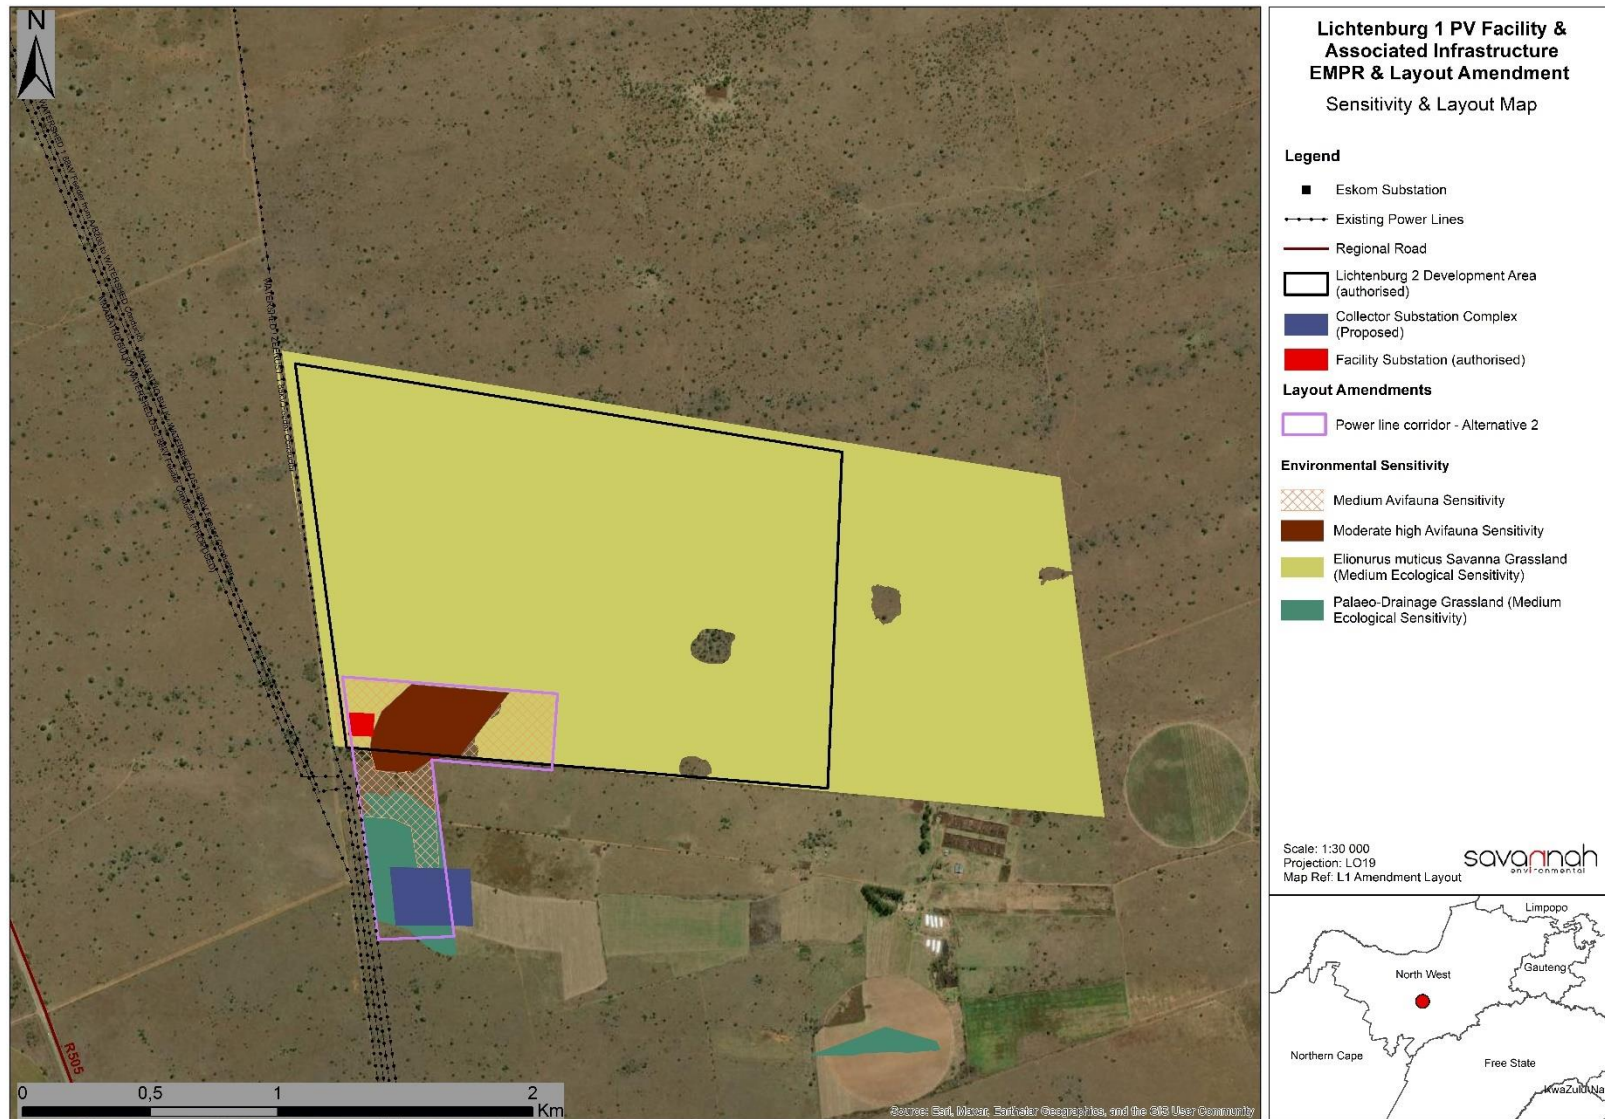 N
R505
0 0,5 1 2
Km
Source: Esri, Maxar, Earthstar Geographics, and the GIS User Community
Lichtenburg 1 PV Facility &
Associated Infrastructure
EMPR & Layout Amendment
Sensitivity & Layout Map
Legend
Eskom Substation
Existing Power Lines
Regional Road
Lichtenburg 2 Development Area
(authorised)
Collector Substation Complex
(Proposed)
Facility Substation (authorised)
Layout Amendments
Power line corridor - Alternative 2
Environmental Sensitivity
Medium Avifauna Sensitivity
Moderate high Avifauna Sensitivity
Elionurus muticus Savanna Grassland
(Medium Ecological Sensitivity)
Palaeo-Drainage Grassland (Medium
Ecological Sensitivity)
Scale: 1:30 000
Projection: LO19
Map Ref: L1 Amendment Layout
savannah
environmental
Limpopo
Gauteng
North West
Northern Cape
Free State
KwaZulu-Na